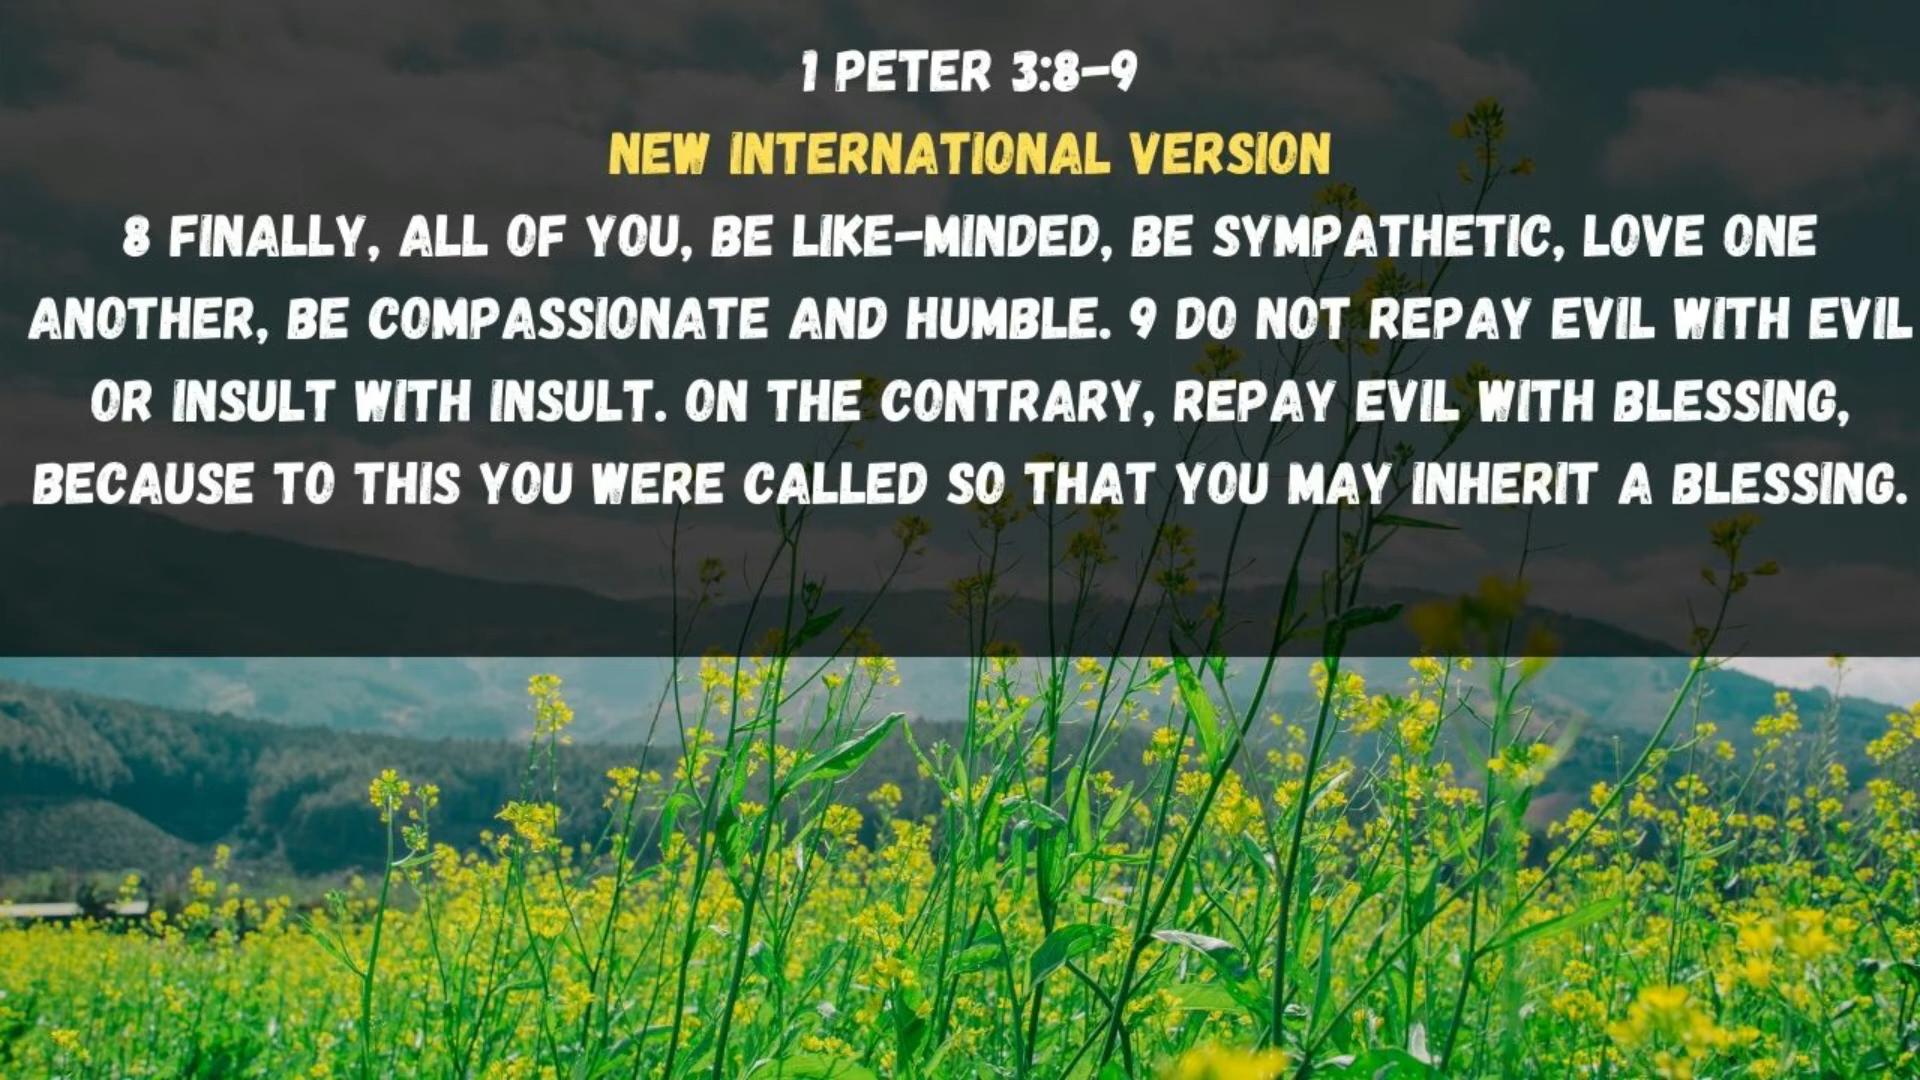 1 PETER 3:8–9
NEW INTERNATIONAL VERSION
8 FINALLY, ALL OF YOU, BE LIKE-MINDED, BE SYMPATHETIC, LOVE ONE
ANOTHER, BE COMPASSIONATE AND HUMBLE. 9 DO NOT REPAY EVIL WITH EVIL
OR INSULT WITH INSULT. ON THE CONTRARY, REPAY EVIL WITH BLESSING,
BECAUSE TO THIS YOU WERE CALLED SO THAT YOU MAY INHERIT A BLESSING.